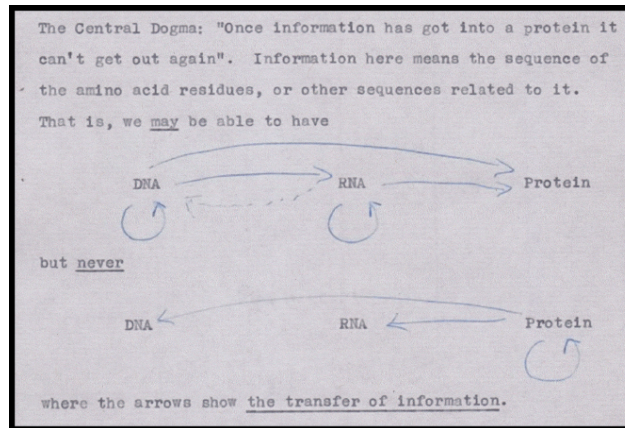 The Central Dogma: "Once information has got into a protein it
can't get out again". Information here means the sequence of
the amino acid residues, or other sequences related to it.
That is, we may be able to have
DNA RNA Protein
but never
DNA RNA Protein
where the arrows show the transfer of information.